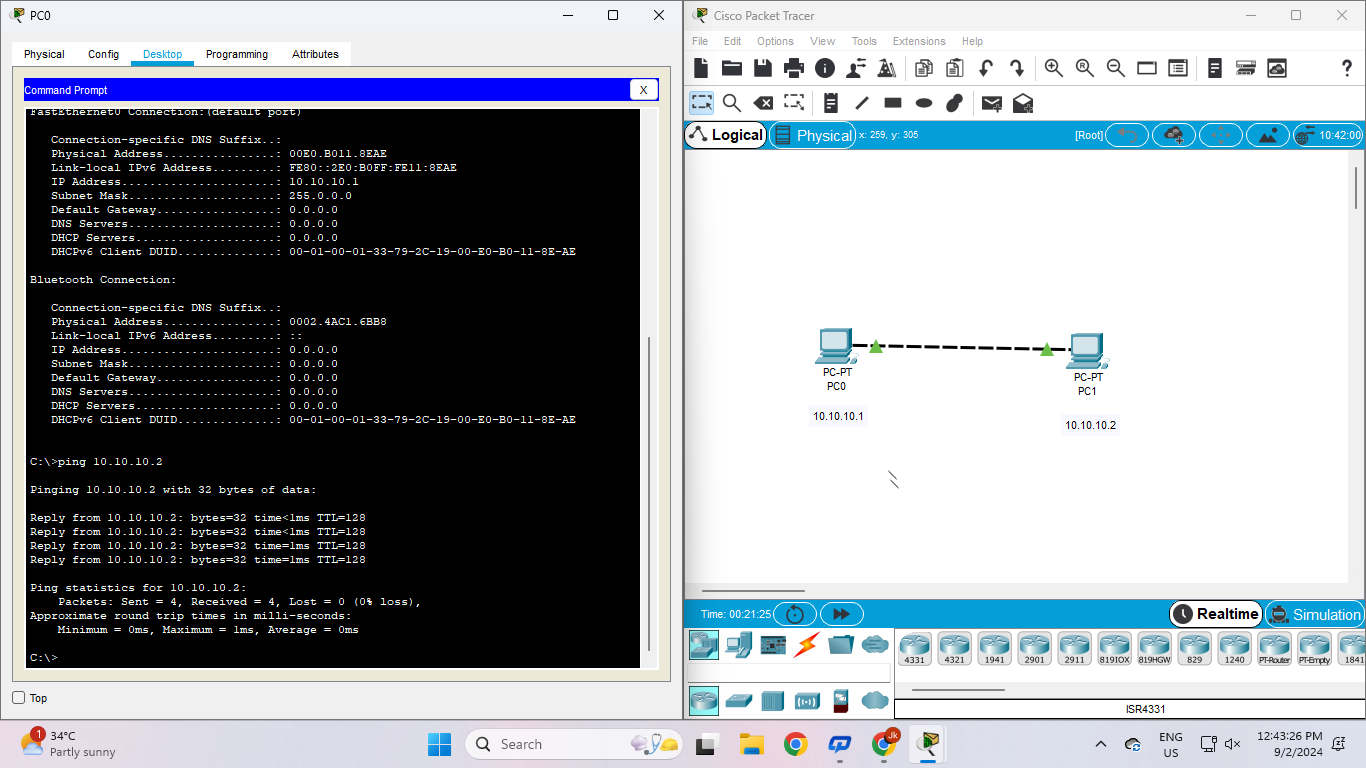 PC0
Physical Config Desktop Programming Attributes
Command Prompt
X
FastEthernet0 Connection:(default port)
Connection-specific DNS Suffix..:
Physical Address................: 00E0.B011.8EAE
Link-local IPv6 Address.........: FE80::2E0:B0FF:FE11:8EAE
IP Address......................: 10.10.10.1
Subnet Mask.....................: 255.0.0.0
Default Gateway.................: 0.0.0.0
DNS Servers.....................: 0.0.0.0
DHCP Servers....................: 0.0.0.0
DHCPv6 Client DUID..............: 00-01-00-01-33-79-2C-19-00-E0-B0-11-8E-AE
Bluetooth Connection:
Connection-specific DNS Suffix..:
Physical Address................: 0002.4AC1.6BB8
Link-local IPv6 Address.........: ::
IP Address......................: 0.0.0.0
Subnet Mask.....................: 0.0.0.0
Default Gateway.................: 0.0.0.0
DNS Servers.....................: 0.0.0.0
DHCP Servers....................: 0.0.0.0
DHCPv6 Client DUID..............: 00-01-00-01-33-79-2C-19-00-E0-B0-11-8E-AE
C:\>ping 10.10.10.2
Pinging 10.10.10.2 with 32 bytes of data:
Reply from 10.10.10.2: bytes=32 time<1ms TTL=128
Reply from 10.10.10.2: bytes=32 time<1ms TTL=128
Reply from 10.10.10.2: bytes=32 time=1ms TTL=128
Reply from 10.10.10.2: bytes=32 time=1ms TTL=128
Ping statistics for 10.10.10.2:
Packets: Sent = 4, Received = 4, Lost = 0 (0% loss),
Approximate round trip times in milli-seconds:
Minimum = 0ms, Maximum = 1ms, Average = 0ms
C:\>
Top
Cisco Packet Tracer
File Edit Options View Tools Extensions Help
?
Logical Physical x: 259, y: 305 [Root] 10:42:00
PC-PT
PC0
10.10.10.1
PC-PT
PC1
10.10.10.2
Time: 00:21:25 Realtime Simulation
4331 4321 1941 2901 2911 819IOX 819HGW 829 1240 PT-Router PT-Empty 1841
ISR4331
1
34°C
Partly sunny
Search
Jk
ENG
US
12:43:26 PM
9/2/2024